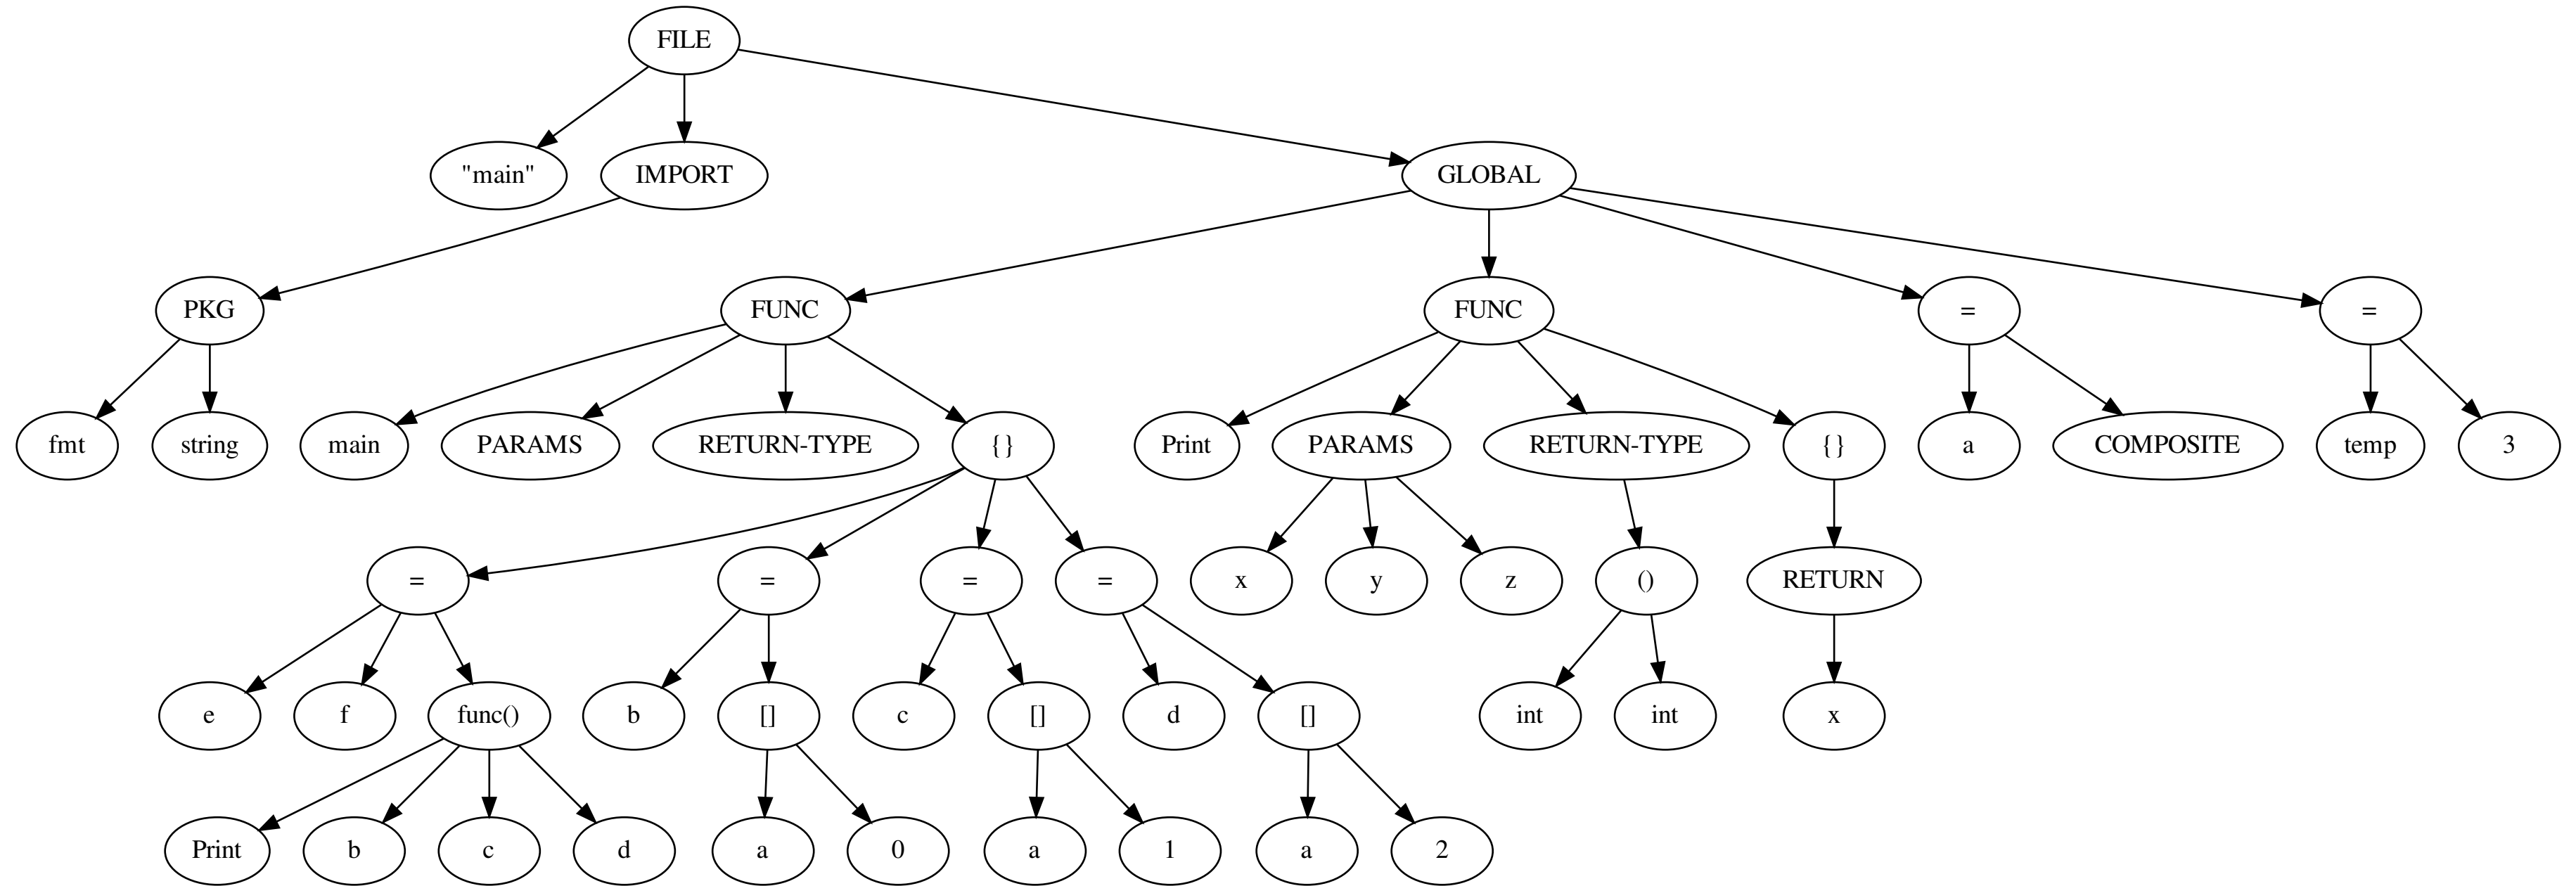 FILE
"main"
IMPORT
GLOBAL
PKG
FUNC
FUNC
=
=
fmt
string
main
PARAMS
RETURN-TYPE
{}
Print
PARAMS
RETURN-TYPE
{}
a
COMPOSITE
temp
3
=
=
=
=
x
y
z
()
RETURN
e
f
func()
b
[]
c
[]
d
[]
int
int
x
Print
b
c
d
a
0
a
1
a
2